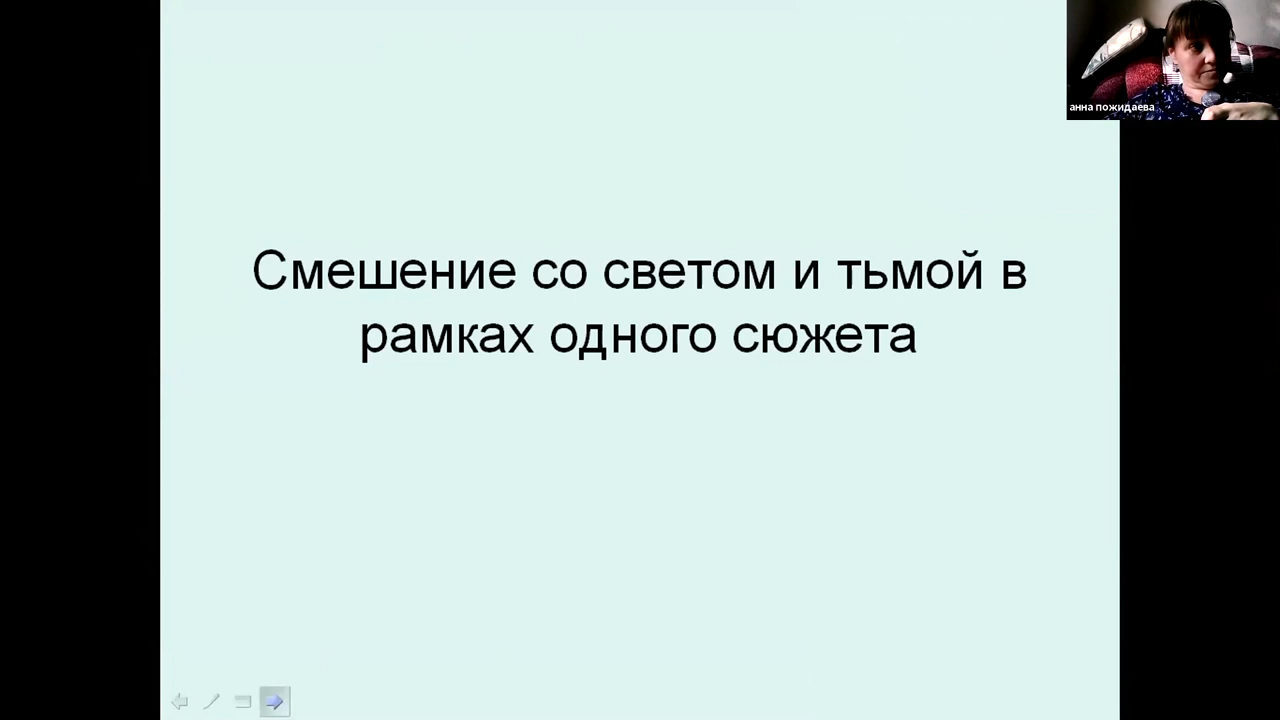 анна пожидаева
Смешение со светом и тьмой в
рамках одного сюжета